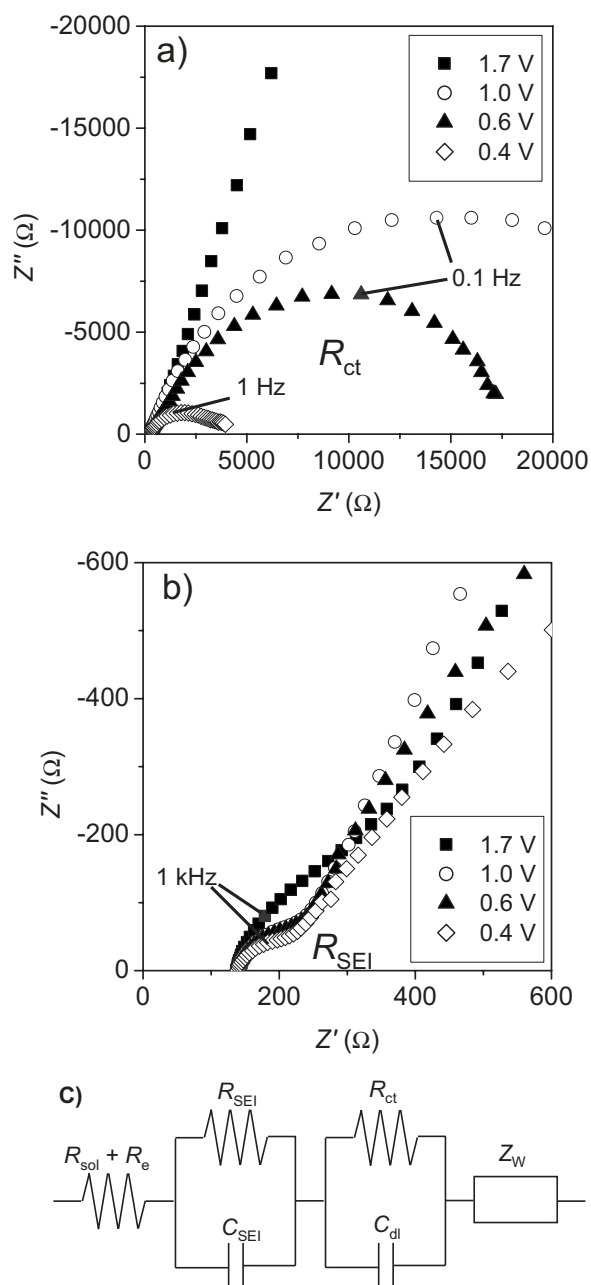 a)
-20000
-15000
-10000
-5000
0
Z″ (Ω)
1.7 V
1.0 V
0.6 V
0.4 V
0.1 Hz
R_ct
1 Hz
0 5000 10000 15000 20000
Z′ (Ω)
b)
-600
-400
-200
0
Z″ (Ω)
1 kHz
1.7 V
1.0 V
0.6 V
0.4 V
R_SEI
0 200 400 600
Z′ (Ω)
C)
R_SEI R_ct
R_sol + R_e Z_W
C_SEI C_dl